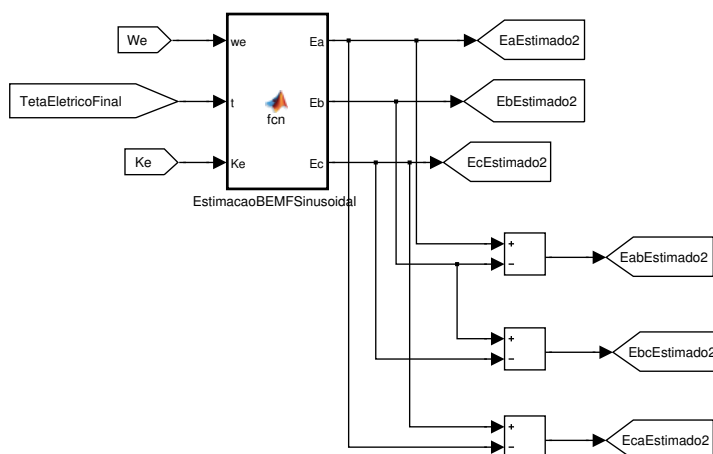 We
we
Ea
EaEstimado2
TetaEletricoFinal
t
fcn
Eb
EbEstimado2
Ke
Ke
Ec
EcEstimado2
EstimacaoBEMFSinusoidal
+
−
EabEstimado2
+
−
EbcEstimado2
+
−
EcaEstimado2